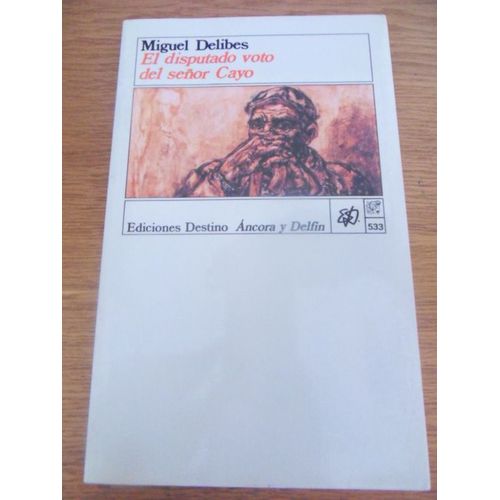 Miguel Delibes
El disputado voto
del señor Cayo
Ediciones Destino Áncora y Delfín
533